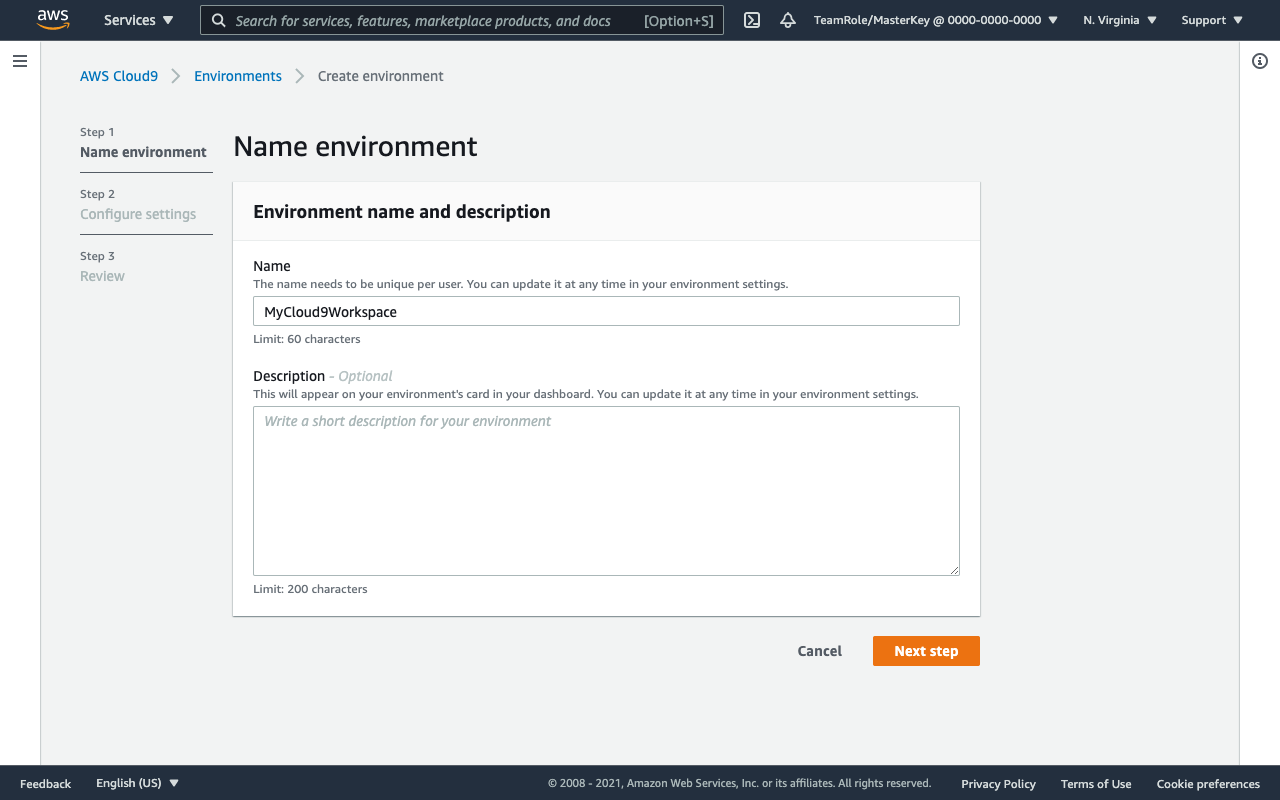 aws Services Search for services, features, marketplace products, and docs [Option+S] TeamRole/MasterKey @ 0000-0000-0000 N. Virginia Support
AWS Cloud9 Environments Create environment
Step 1
Name environment
Step 2
Configure settings
Step 3
Review
Name environment
Environment name and description
Name
The name needs to be unique per user. You can update it at any time in your environment settings.
MyCloud9Workspace
Limit: 60 characters
Description - Optional
This will appear on your environment's card in your dashboard. You can update it at any time in your environment settings.
Write a short description for your environment
Limit: 200 characters
Cancel Next step
Feedback English (US) © 2008 - 2021, Amazon Web Services, Inc. or its affiliates. All rights reserved. Privacy Policy Terms of Use Cookie preferences